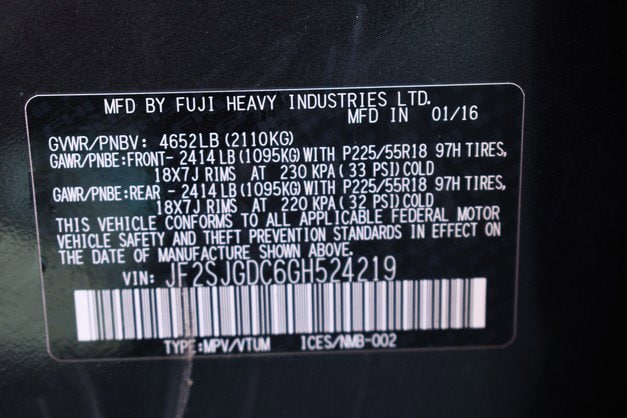 MFD BY FUJI HEAVY INDUSTRIES LTD.
MFD IN 01/16
GVWR/PNBV: 4652LB (2110KG)
GAWR/PNBE:FRONT- 2414 LB (1095KG) WITH P225/55R18 97H TIRES,
18X7J RIMS AT 230 KPA (33 PSI) COLD
GAWR/PNBE:REAR - 2414 LB (1095KG) WITH P225/55R18 97H TIRES,
18X7J RIMS AT 220 KPA (32 PSI) COLD
THIS VEHICLE CONFORMS TO ALL APPLICABLE FEDERAL MOTOR
VEHICLE SAFETY AND THEFT PREVENTION STANDARDS IN EFFECT ON
THE DATE OF MANUFACTURE SHOWN ABOVE.
VIN: JF2SJGDC6GH524219
TYPE:MPV/VTUM ICES/NMB-002